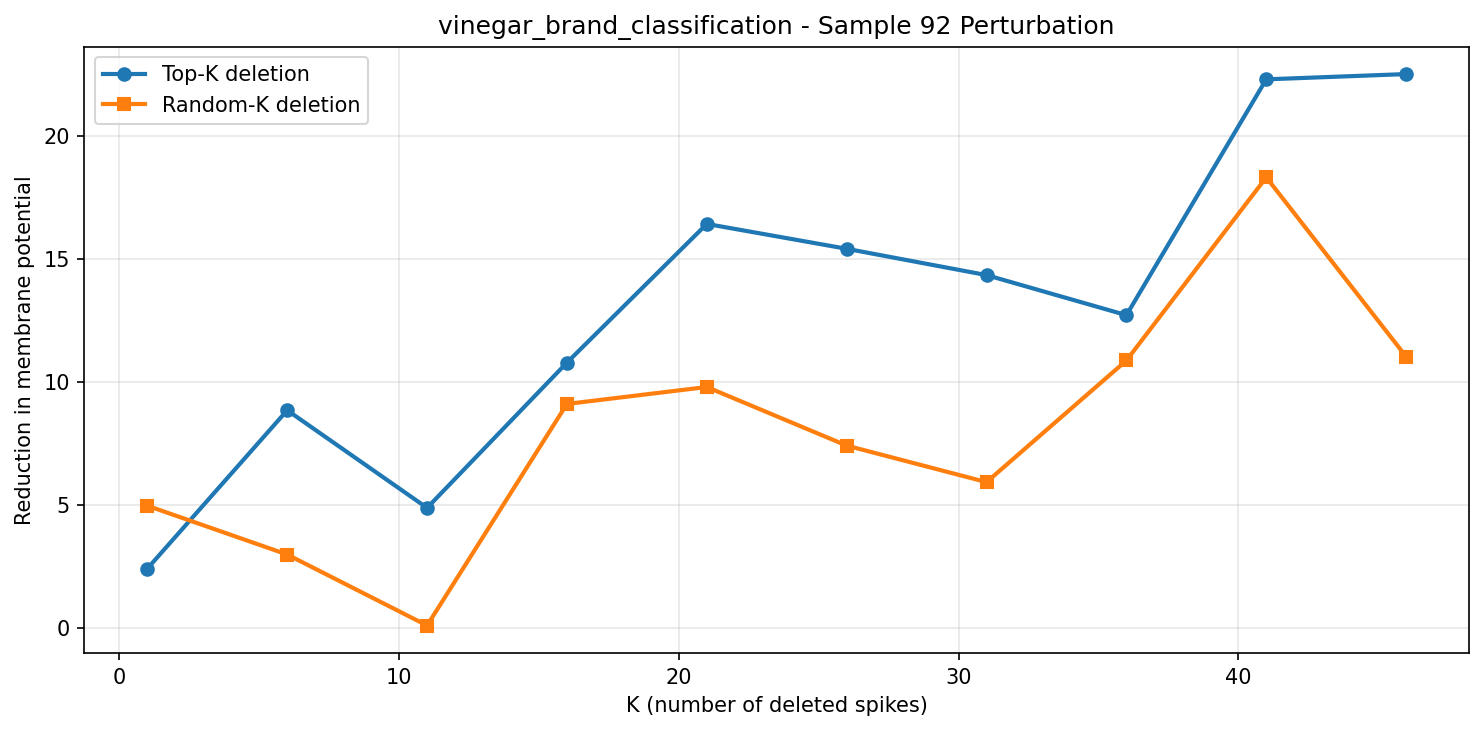 vinegar_brand_classification - Sample 92 Perturbation
Top-K deletion
Random-K deletion
Reduction in membrane potential
20
15
10
5
0
0 10 20 30 40
K (number of deleted spikes)